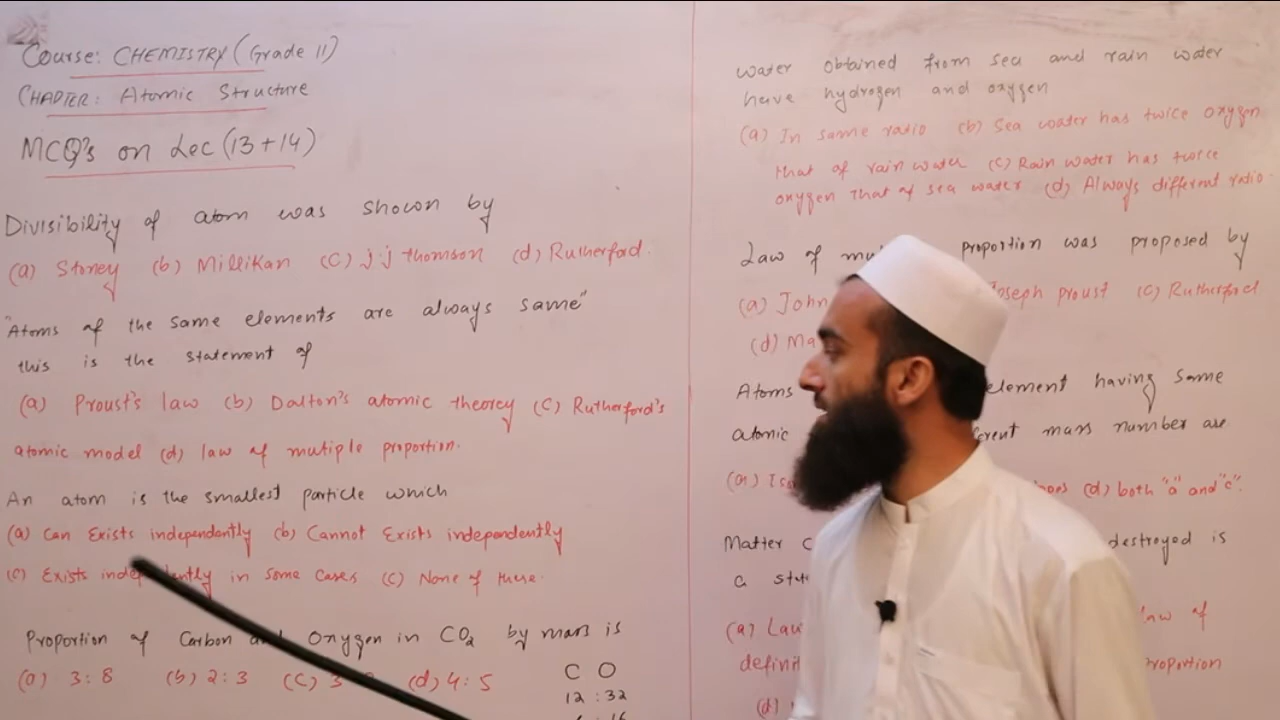 Course: CHEMISTRY (Grade 11)
CHAPTER: Atomic Structure
MCQ's on Lec (13+14)
Divisibility of atom was shown by
(a) Stoney (b) Millikan (c) j.j thomson (d) Rutherford.
"Atoms of the same elements are always same"
this is the statement of
(a) Proust's law (b) Dalton's atomic theorey (c) Rutherford's
atomic model (d) law of mutiple proportion.
An atom is the smallest particle which
(a) Can Exists independently (b) Cannot Exists independently
(c) Exists independently in some cases (c) None of these.
Proportion of Carbon and Oxygen in CO2 by mass is
(a) 3:8 (b) 2:3 (c) 3 (d) 4:5
C O
12 : 32
water obtained from sea and rain water
have hydrogen and oxygen
(a) In same ratio (b) Sea water has twice oxygen
that of rain water (c) Rain water has twice
oxygen that of sea water (d) Always different ratio.
Law of proportion was proposed by
(a) John Joseph proust (c) Rutherford
(d)
Atoms element having same
atomic mass number are
(a) (d) both "a" and "c".
Matter destroyed is
a
(a) law of
(d)